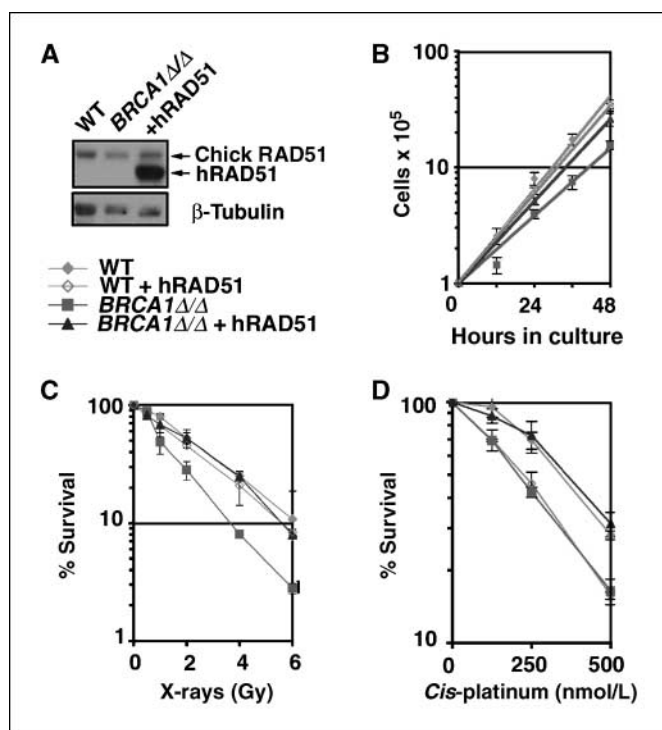 A
WT
BRCA1Δ/Δ
+hRAD51
Chick RAD51
hRAD51
β-Tubulin
WT
WT + hRAD51
BRCA1Δ/Δ
BRCA1Δ/Δ + hRAD51
B
100
10
1
Cells x 10⁵
0 24 48
Hours in culture
C
100
10
1
% Survival
0 2 4 6
X-rays (Gy)
D
100
10
% Survival
0 250 500
Cis-platinum (nmol/L)